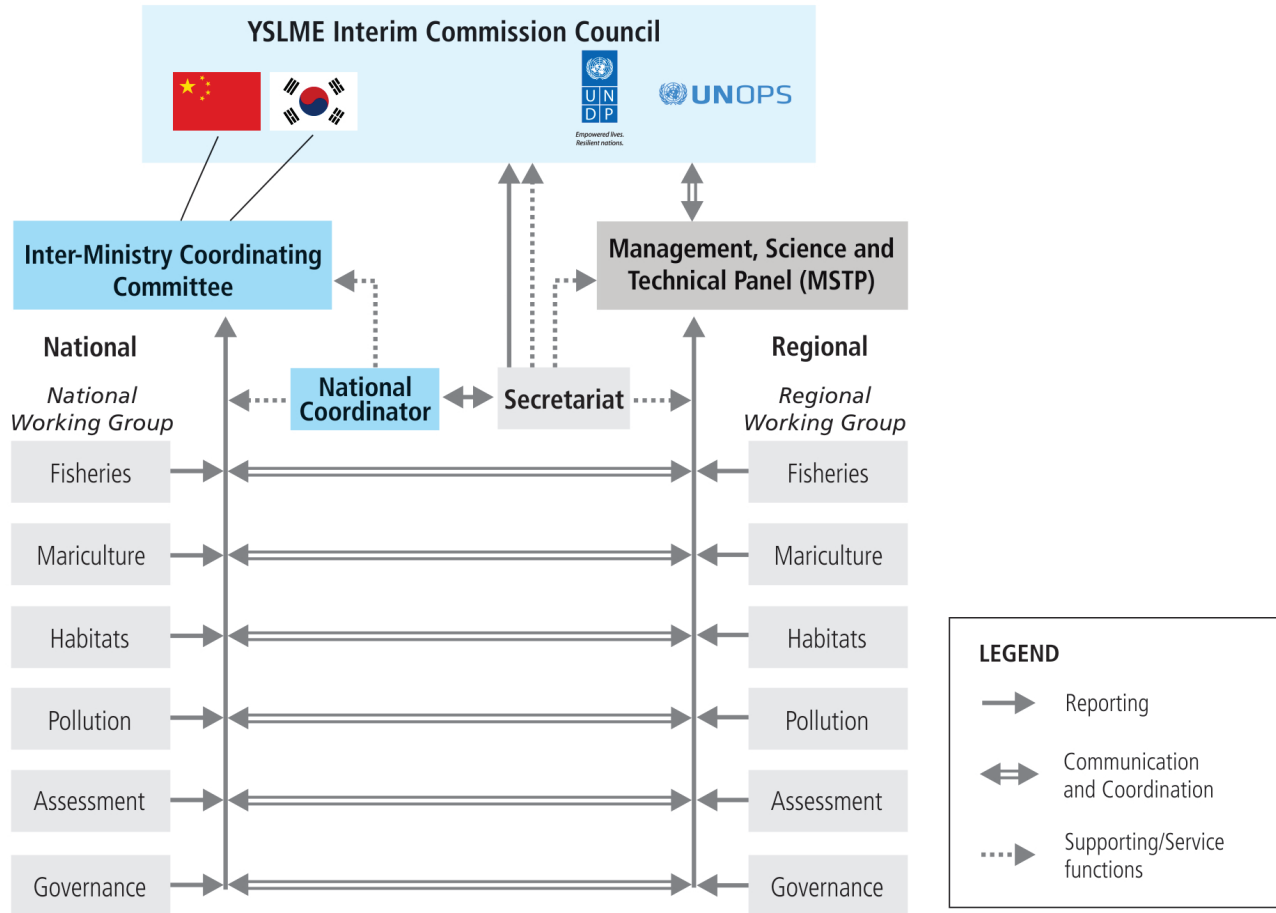 YSLME Interim Commission Council
UN
DP
Empowered lives.
Resilient nations.
UNOPS
Inter-Ministry Coordinating
Committee
Management, Science and
Technical Panel (MSTP)
National
Regional
National
Working Group
National
Coordinator
Secretariat
Regional
Working Group
Fisheries
Fisheries
Mariculture
Mariculture
Habitats
Habitats
Pollution
Pollution
Assessment
Assessment
Governance
Governance
LEGEND
Reporting
Communication
and Coordination
Supporting/Service
functions